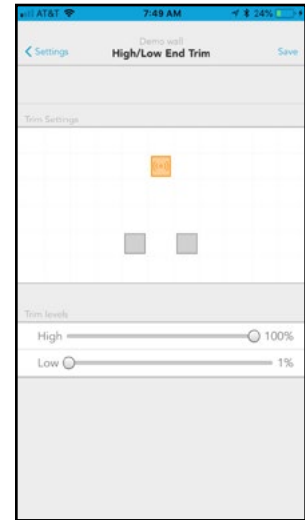 AT&T 7:49 AM 24%
Demo wall
Settings High/Low End Trim Save
Trim Settings
Trim levels
High 100%
Low 1%